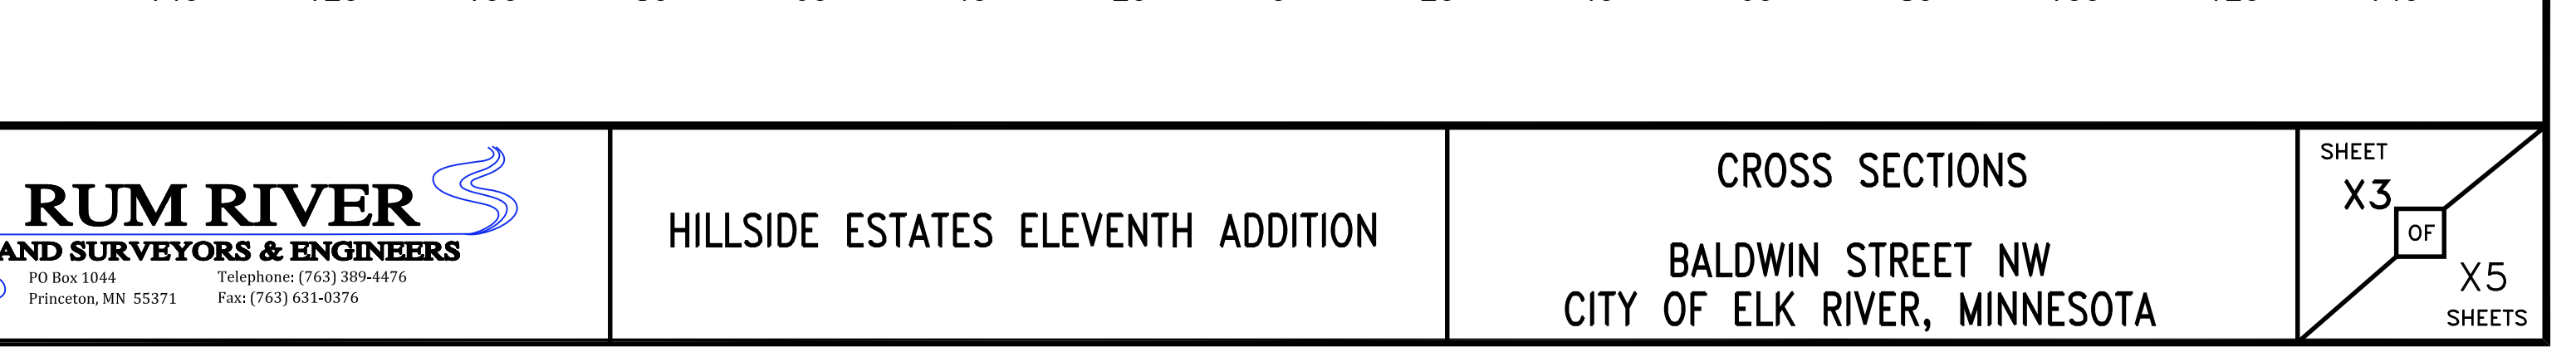 RUM RIVER
AND SURVEYORS & ENGINEERS
PO Box 1044 Telephone: (763) 389-4476
Princeton, MN 55371 Fax: (763) 631-0376
HILLSIDE ESTATES ELEVENTH ADDITION
CROSS SECTIONS
BALDWIN STREET NW
CITY OF ELK RIVER, MINNESOTA
SHEET
X3
OF
X5
SHEETS